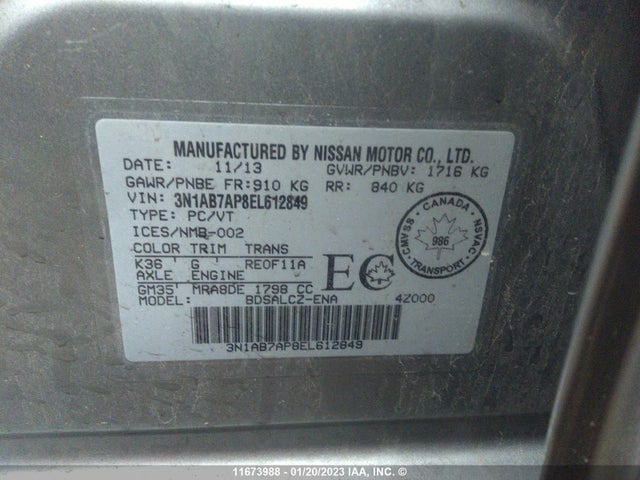 MANUFACTURED BY NISSAN MOTOR CO., LTD.
DATE: 11/13 GVWR/PNBV: 1716 KG
GAWR/PNBE FR: 910 KG RR: 840 KG
VIN: 3N1AB7AP8EL612849
TYPE: PC/VT
ICES/NMB-002
COLOR TRIM TRANS
K36 ' G ' RE0F11A
AXLE ENGINE
GM35' MRA8DE 1798 CC
MODEL: BDSALCZ-ENA 4Z000
3N1AB7AP8EL612849
EC
CANADA
CMVSS 986 NSVAC
TRANSPORT
11673988 - 01/20/2023 IAA, INC. ©